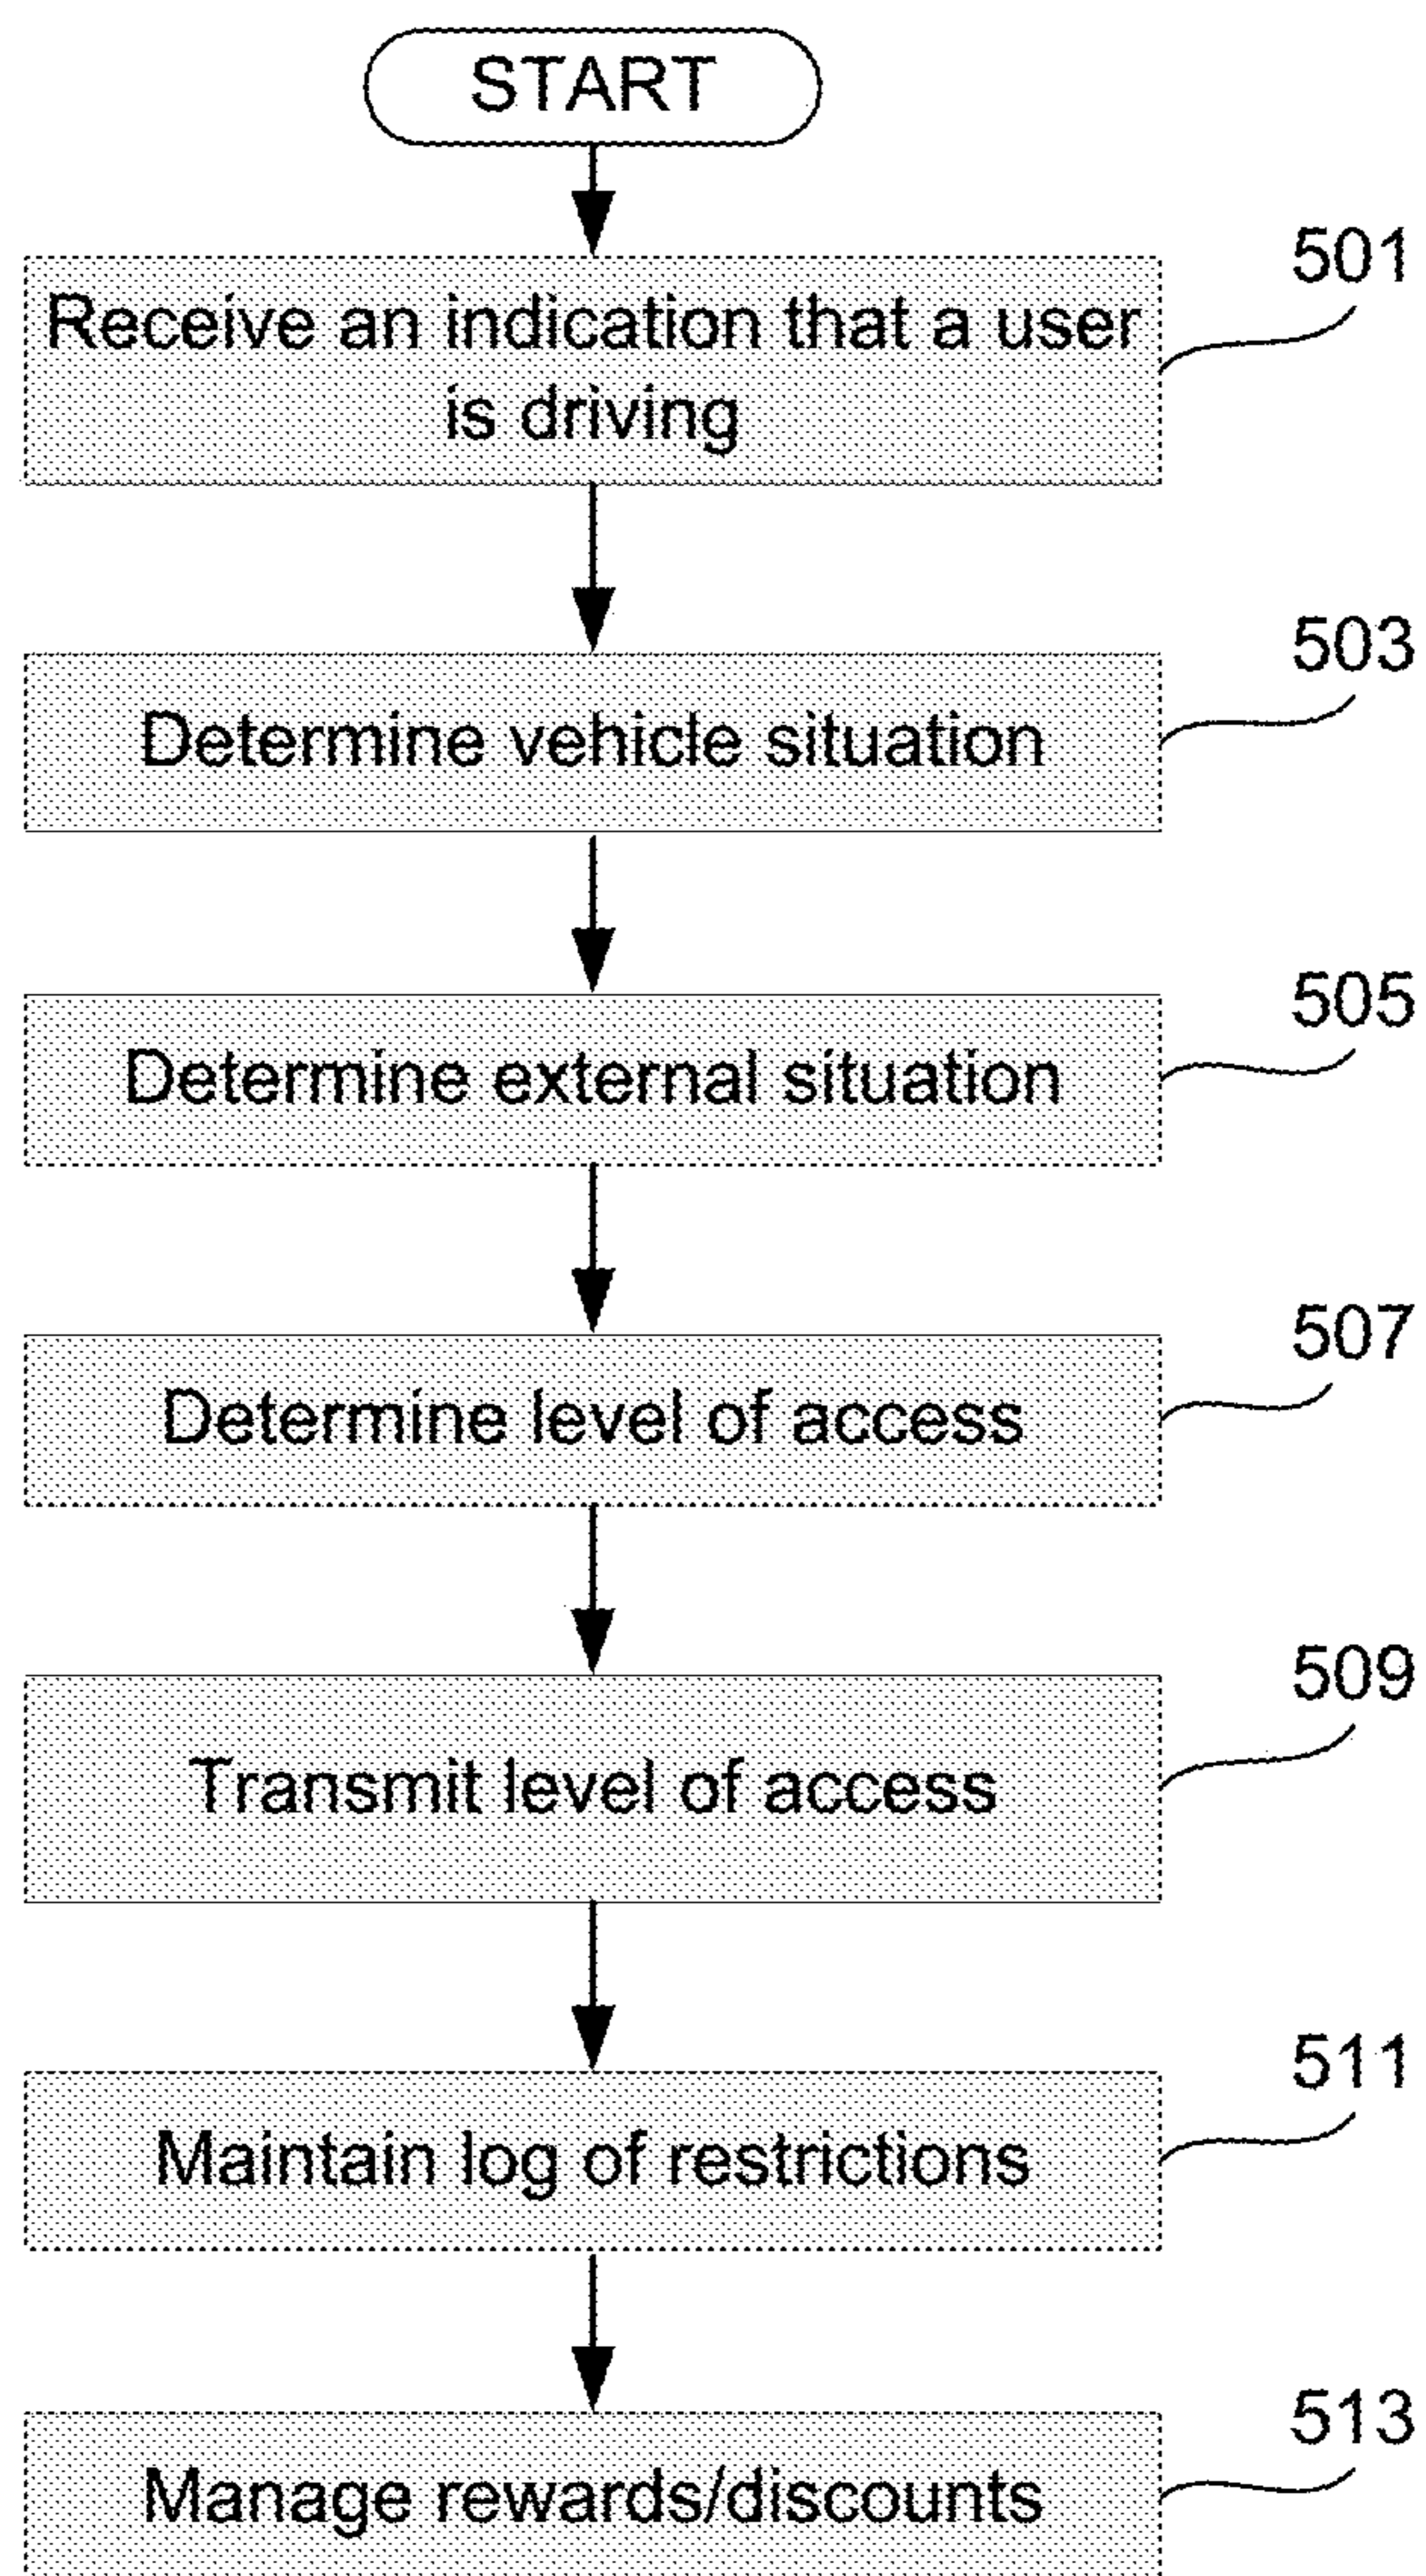 START
501
Receive an indication that a user
is driving
503
Determine vehicle situation
505
Determine external situation
507
Determine level of access
509
Transmit level of access
511
Maintain log of restrictions
513
Manage rewards/discounts